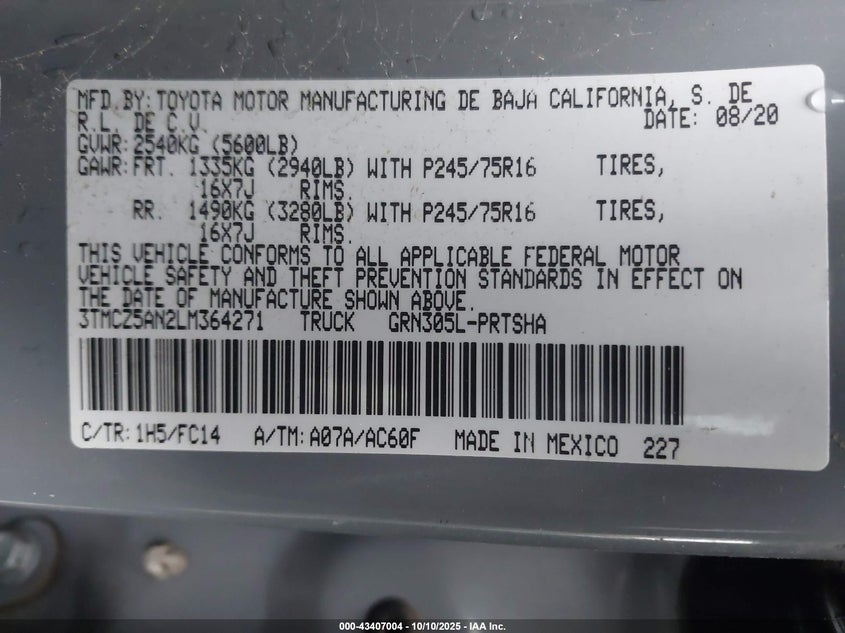 MFD.BY: TOYOTA MOTOR MANUFACTURING DE BAJA CALIFORNIA, S. DE
R.L. DE C.V. DATE: 08/20
GVWR: 2540KG (5600LB)
GAWR: FRT. 1335KG (2940LB) WITH P245/75R16 TIRES,
16X7J RIMS.
RR. 1490KG (3280LB) WITH P245/75R16 TIRES,
16X7J RIMS.
THIS VEHICLE CONFORMS TO ALL APPLICABLE FEDERAL MOTOR
VEHICLE SAFETY AND THEFT PREVENTION STANDARDS IN EFFECT ON
THE DATE OF MANUFACTURE SHOWN ABOVE.
3TMCZ5AN2LM364271 TRUCK GRN305L-PRTSHA
C/TR: 1H5/FC14 A/TM: A07A/AC60F MADE IN MEXICO 227
000-43407004 - 10/10/2025 - IAA Inc.